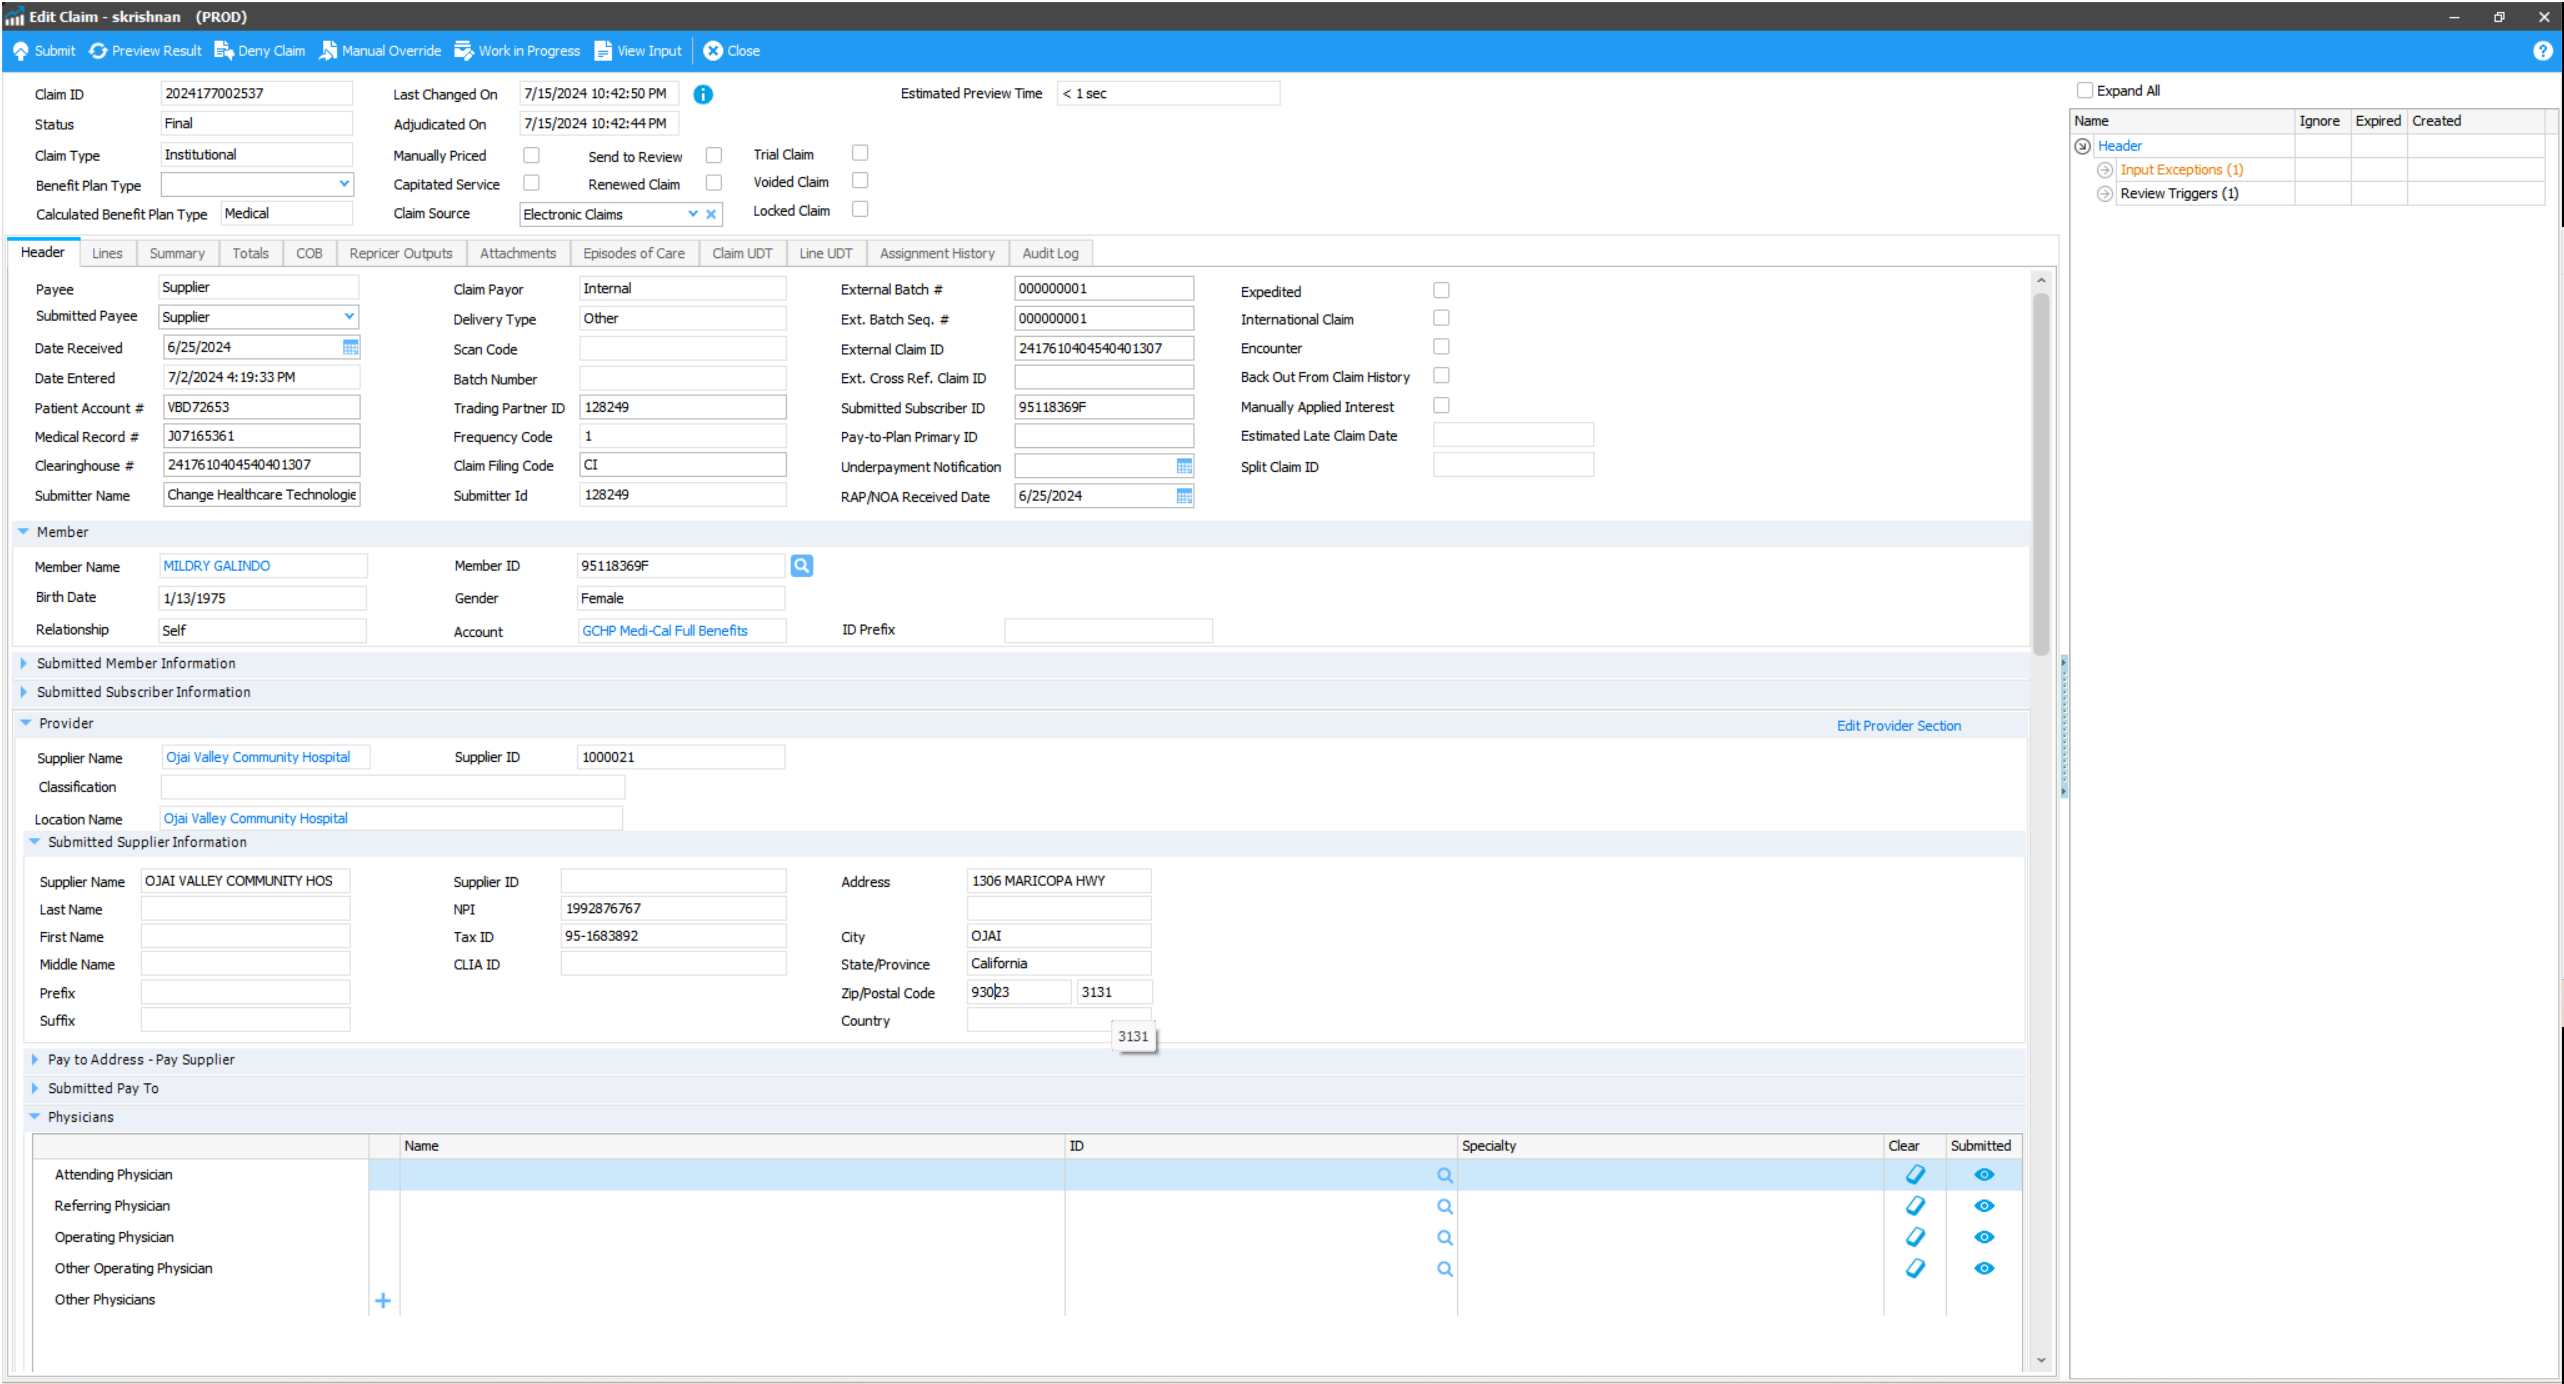 Edit Claim - skrishnan (PROD)
Submit Preview Result Deny Claim Manual Override Work in Progress View Input Close
Claim ID 2024177002537 Last Changed On 7/15/2024 10:42:50 PM Estimated Preview Time < 1 sec
Status Final Adjudicated On 7/15/2024 10:42:44 PM
Claim Type Institutional Manually Priced Send to Review Trial Claim
Benefit Plan Type Capitated Service Renewed Claim Voided Claim
Calculated Benefit Plan Type Medical Claim Source Electronic Claims Locked Claim
Expand All
Name Ignore Expired Created
Header
Input Exceptions (1)
Review Triggers (1)
Header Lines Summary Totals COB Repricer Outputs Attachments Episodes of Care Claim UDT Line UDT Assignment History Audit Log
Payee Supplier Claim Payor Internal External Batch # 000000001 Expedited
Submitted Payee Supplier Delivery Type Other Ext. Batch Seq. # 000000001 International Claim
Date Received 6/25/2024 Scan Code External Claim ID 2417610404540401307 Encounter
Date Entered 7/2/2024 4:19:33 PM Batch Number Ext. Cross Ref. Claim ID Back Out From Claim History
Patient Account # VBD72653 Trading Partner ID 128249 Submitted Subscriber ID 95118369F Manually Applied Interest
Medical Record # J07165361 Frequency Code 1 Pay-to-Plan Primary ID Estimated Late Claim Date
Clearinghouse # 2417610404540401307 Claim Filing Code CI Underpayment Notification Split Claim ID
Submitter Name Change Healthcare Technologie Submitter Id 128249 RAP/NOA Received Date 6/25/2024
Member
Member Name MILDRY GALINDO Member ID 95118369F
Birth Date 1/13/1975 Gender Female
Relationship Self Account GCHP Medi-Cal Full Benefits ID Prefix
Submitted Member Information
Submitted Subscriber Information
Provider Edit Provider Section
Supplier Name Ojai Valley Community Hospital Supplier ID 1000021
Classification
Location Name Ojai Valley Community Hospital
Submitted Supplier Information
Supplier Name OJAI VALLEY COMMUNITY HOS Supplier ID Address 1306 MARICOPA HWY
Last Name NPI 1992876767
First Name Tax ID 95-1683892 City OJAI
Middle Name CLIA ID State/Province California
Prefix Zip/Postal Code 93023 3131
Suffix Country
3131
Pay to Address - Pay Supplier
Submitted Pay To
Physicians
Name ID Specialty Clear Submitted
Attending Physician
Referring Physician
Operating Physician
Other Operating Physician
Other Physicians